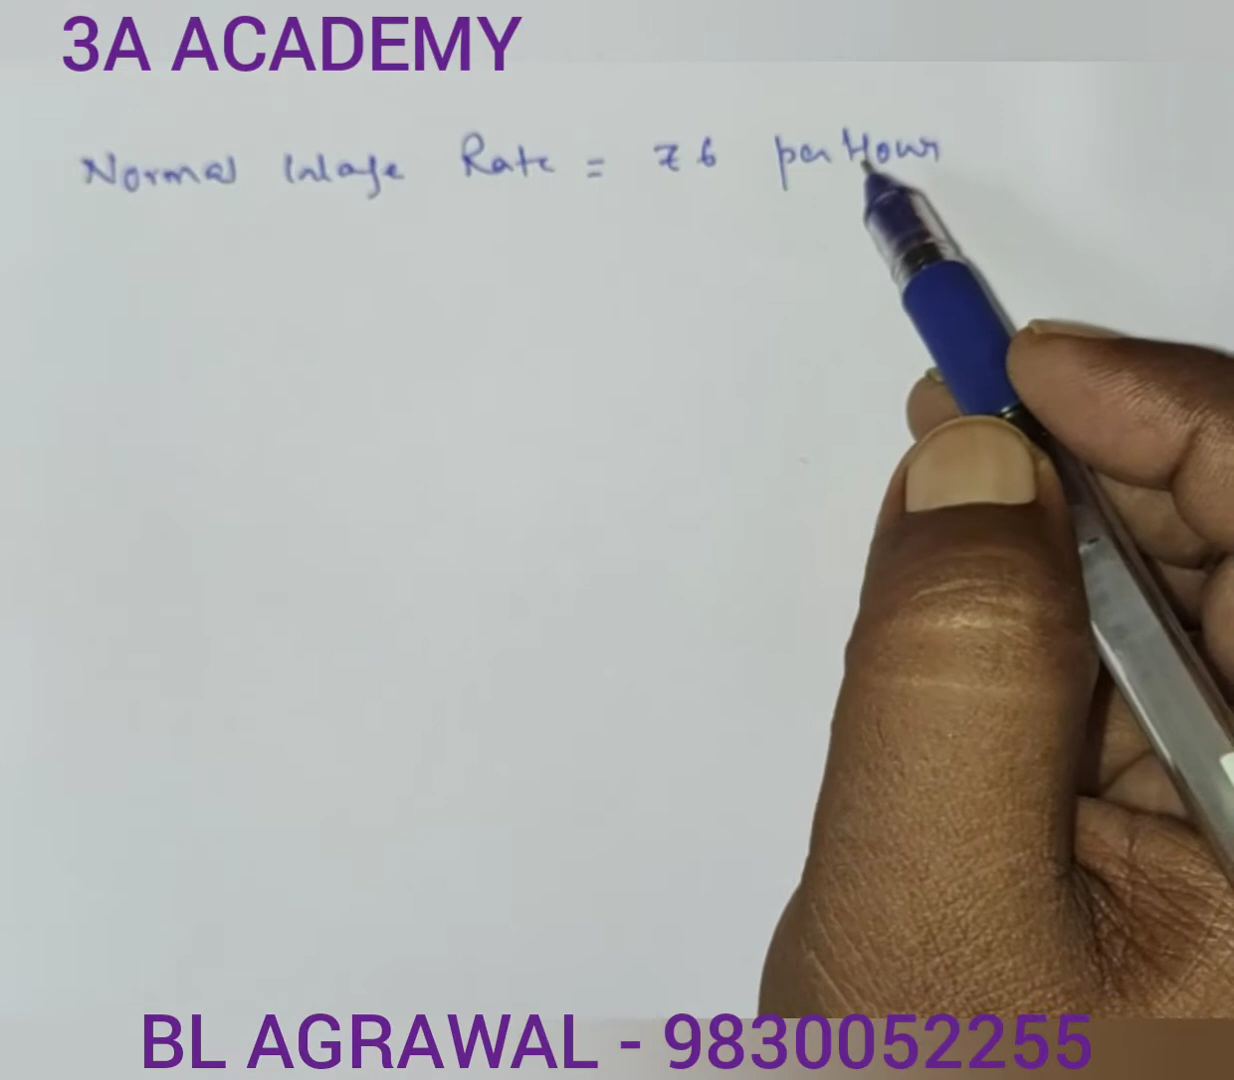 3A ACADEMY
Normal Wage Rate = ₹6 per Hour
BL AGRAWAL - 9830052255